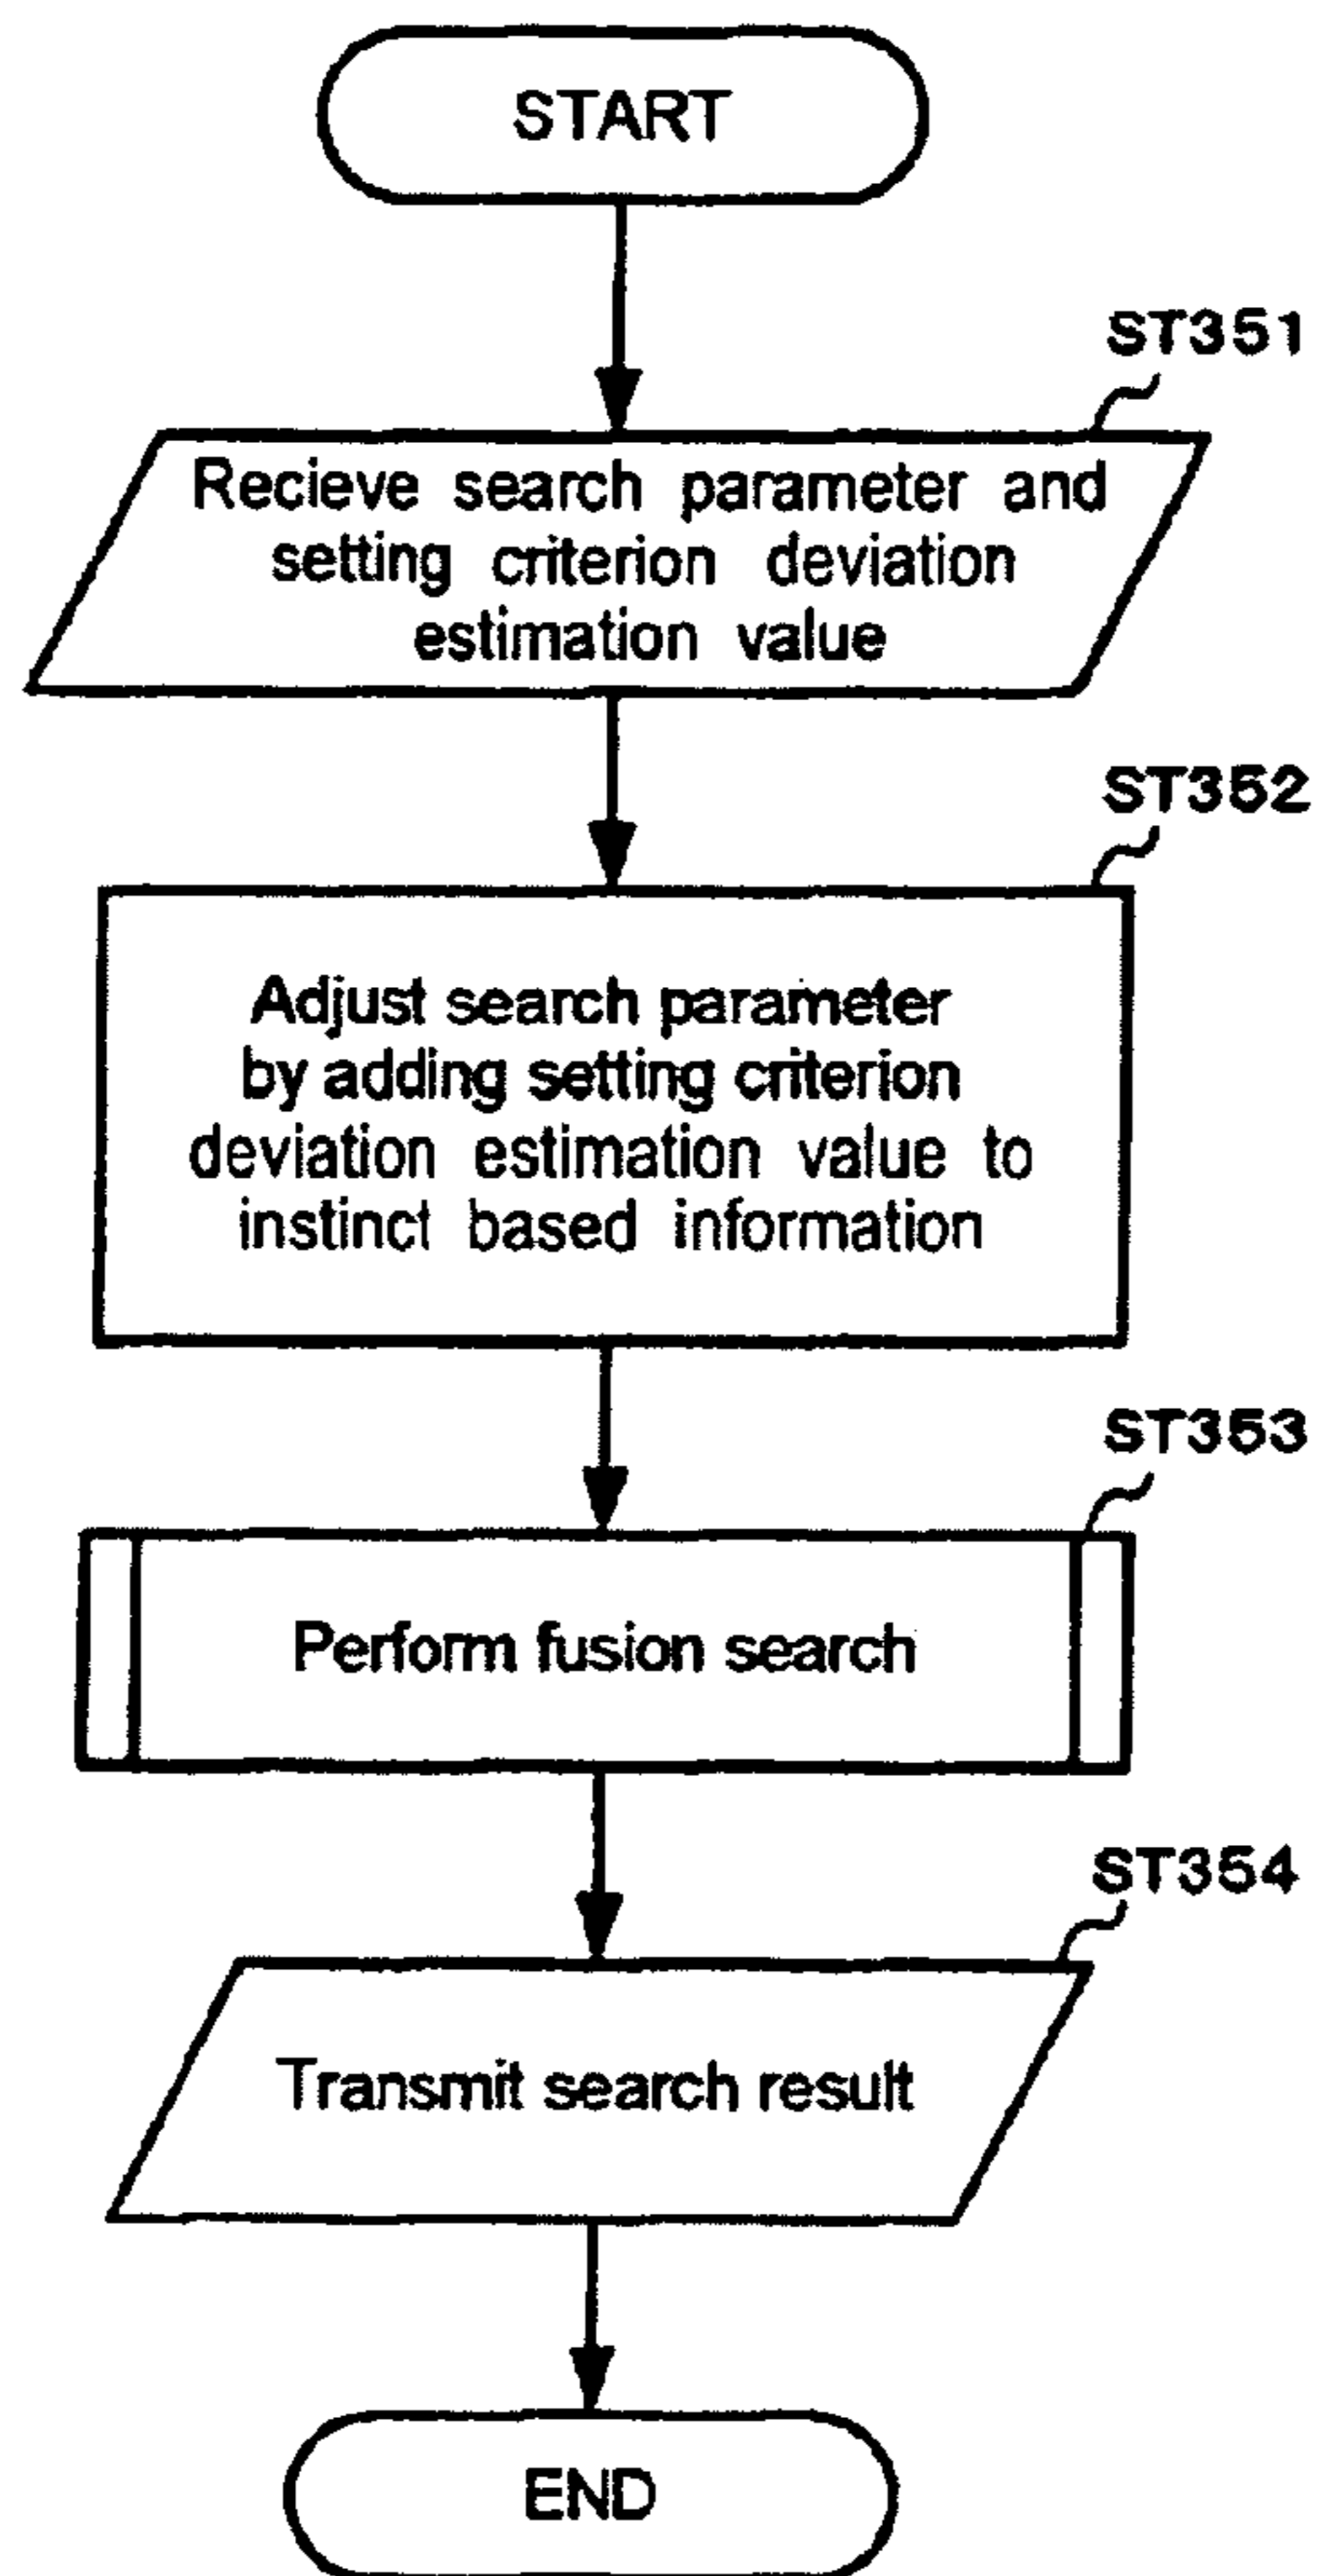 START
ST351
Recieve search parameter and
setting criterion deviation
estimation value
ST352
Adjust search parameter
by adding setting criterion
deviation estimation value to
instinct based information
ST353
Perform fusion search
ST354
Transmit search result
END